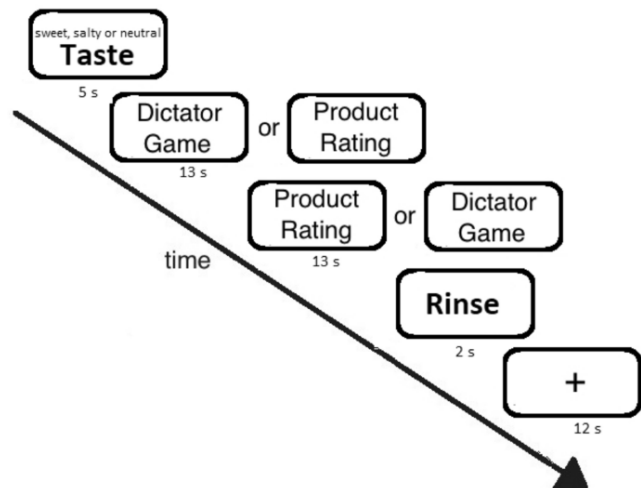 sweet, salty or neutral
Taste
5 s
Dictator
Game
or
Product
Rating
13 s
Product
Rating
or
Dictator
Game
13 s
time
Rinse
2 s
+
12 s